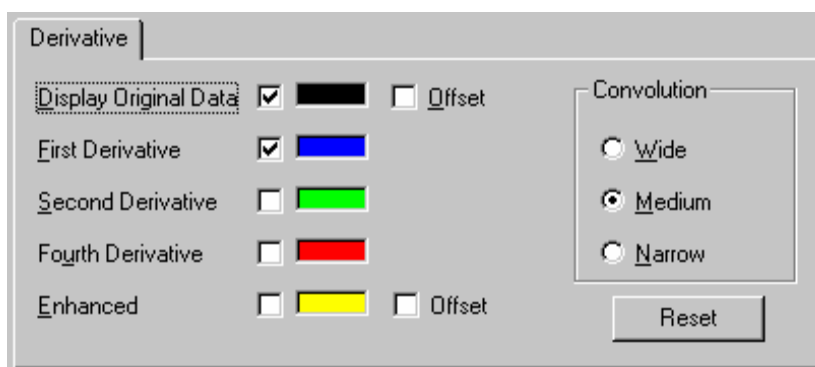 Derivative
Display Original Data
Offset
First Derivative
Second Derivative
Fourth Derivative
Enhanced
Offset
Convolution
Wide
Medium
Narrow
Reset